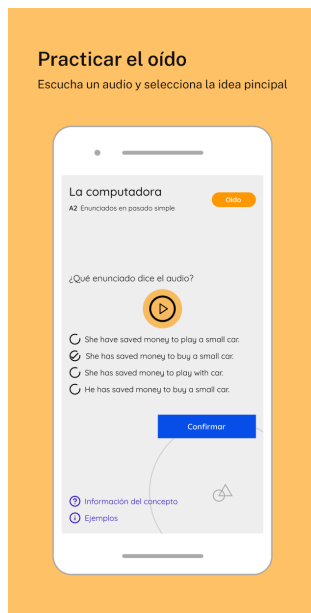 Practicar el oído
Escucha un audio y selecciona la idea pincipal
La computadora
Oído
A2 Enunciados en pasado simple
¿Qué enunciado dice el audio?
She have saved money to play a small car.
She has saved money to buy a small car.
She has saved money to play with car.
He has saved money to buy a small car.
Confirmar
Información del concepto
Ejemplos